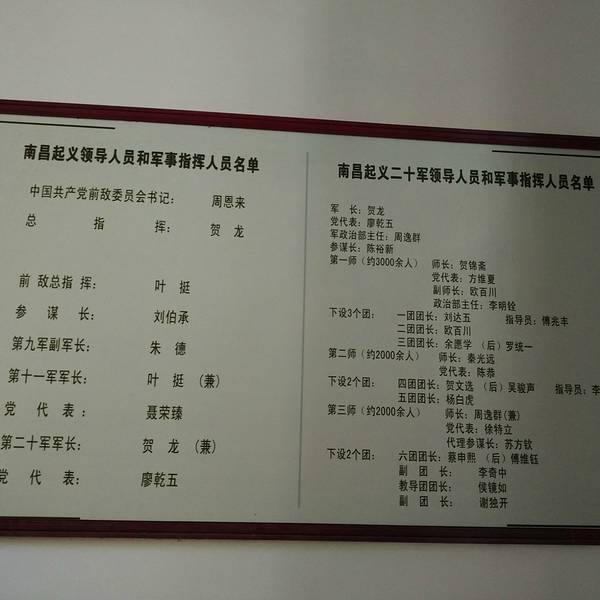 南昌起义领导人员和军事指挥人员名单
中国共产党前敌委员会书记： 周恩来
总 指 挥： 贺 龙
前敌总指挥： 叶 挺
参 谋 长： 刘伯承
第九军副军长： 朱 德
第十一军军长： 叶 挺（兼）
党 代 表： 聂荣臻
第二十军军长： 贺 龙（兼）
党 代 表： 廖乾五
南昌起义二十军领导人员和军事指挥人员名单
军 长：贺龙
党代表：廖乾五
军政治部主任：周逸群
参谋长：陈裕新
第一师（约3000余人） 师长：贺锦斋
党代表：方维夏
副师长：欧百川
政治部主任：李明铨
下设3个团： 一团团长：刘达五 指导员：傅兆丰
二团团长：欧百川
三团团长：余愿学 （后）罗统一
第二师（约2000余人） 师长：秦光远
党代表：陈恭
下设2个团： 四团团长：贺文选 （后）吴骏声 指导员：李
五团团长：杨白虎
第三师（约2000余人） 师长：周逸群（兼）
党代表：徐特立
代理参谋长：苏方钦
下设2个团： 六团团长：蔡申熙 （后）傅维钰
副 团 长： 李奇中
教导团团长： 侯镜如
副 团 长： 谢独开